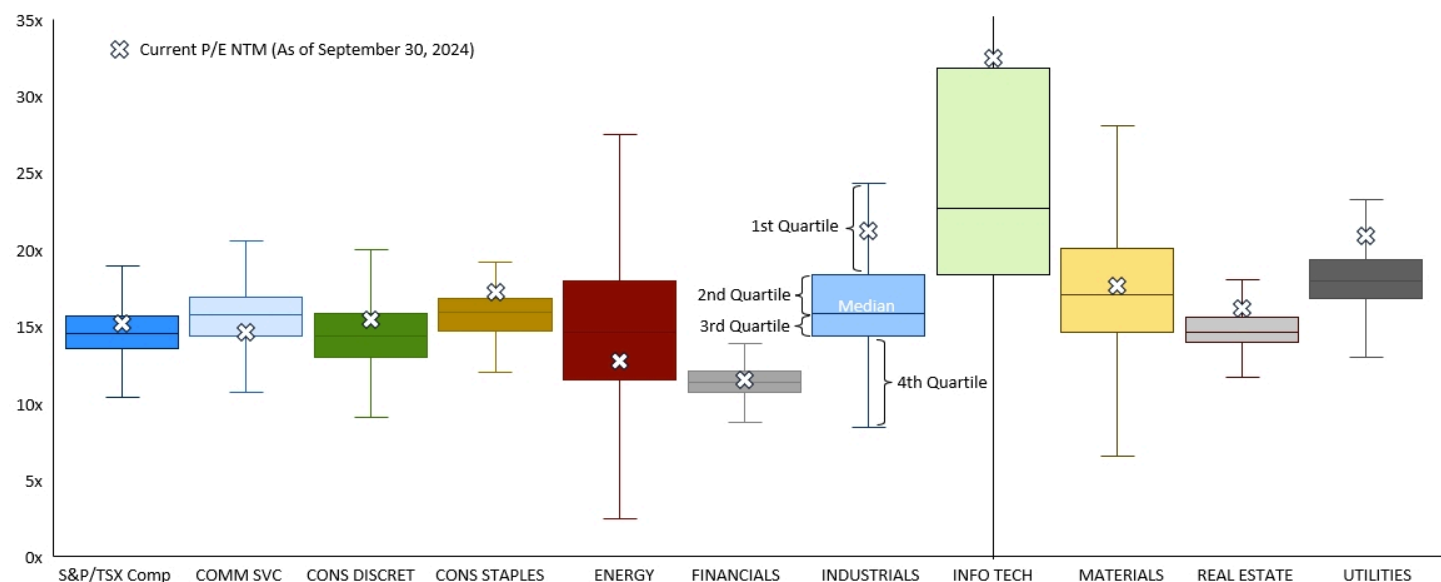 35x
Current P/E NTM (As of September 30, 2024)
30x
25x
1st Quartile
20x
2nd Quartile
Median
15x
3rd Quartile
4th Quartile
10x
5x
0x
S&P/TSX Comp COMM SVC CONS DISCRET CONS STAPLES ENERGY FINANCIALS INDUSTRIALS INFO TECH MATERIALS REAL ESTATE UTILITIES